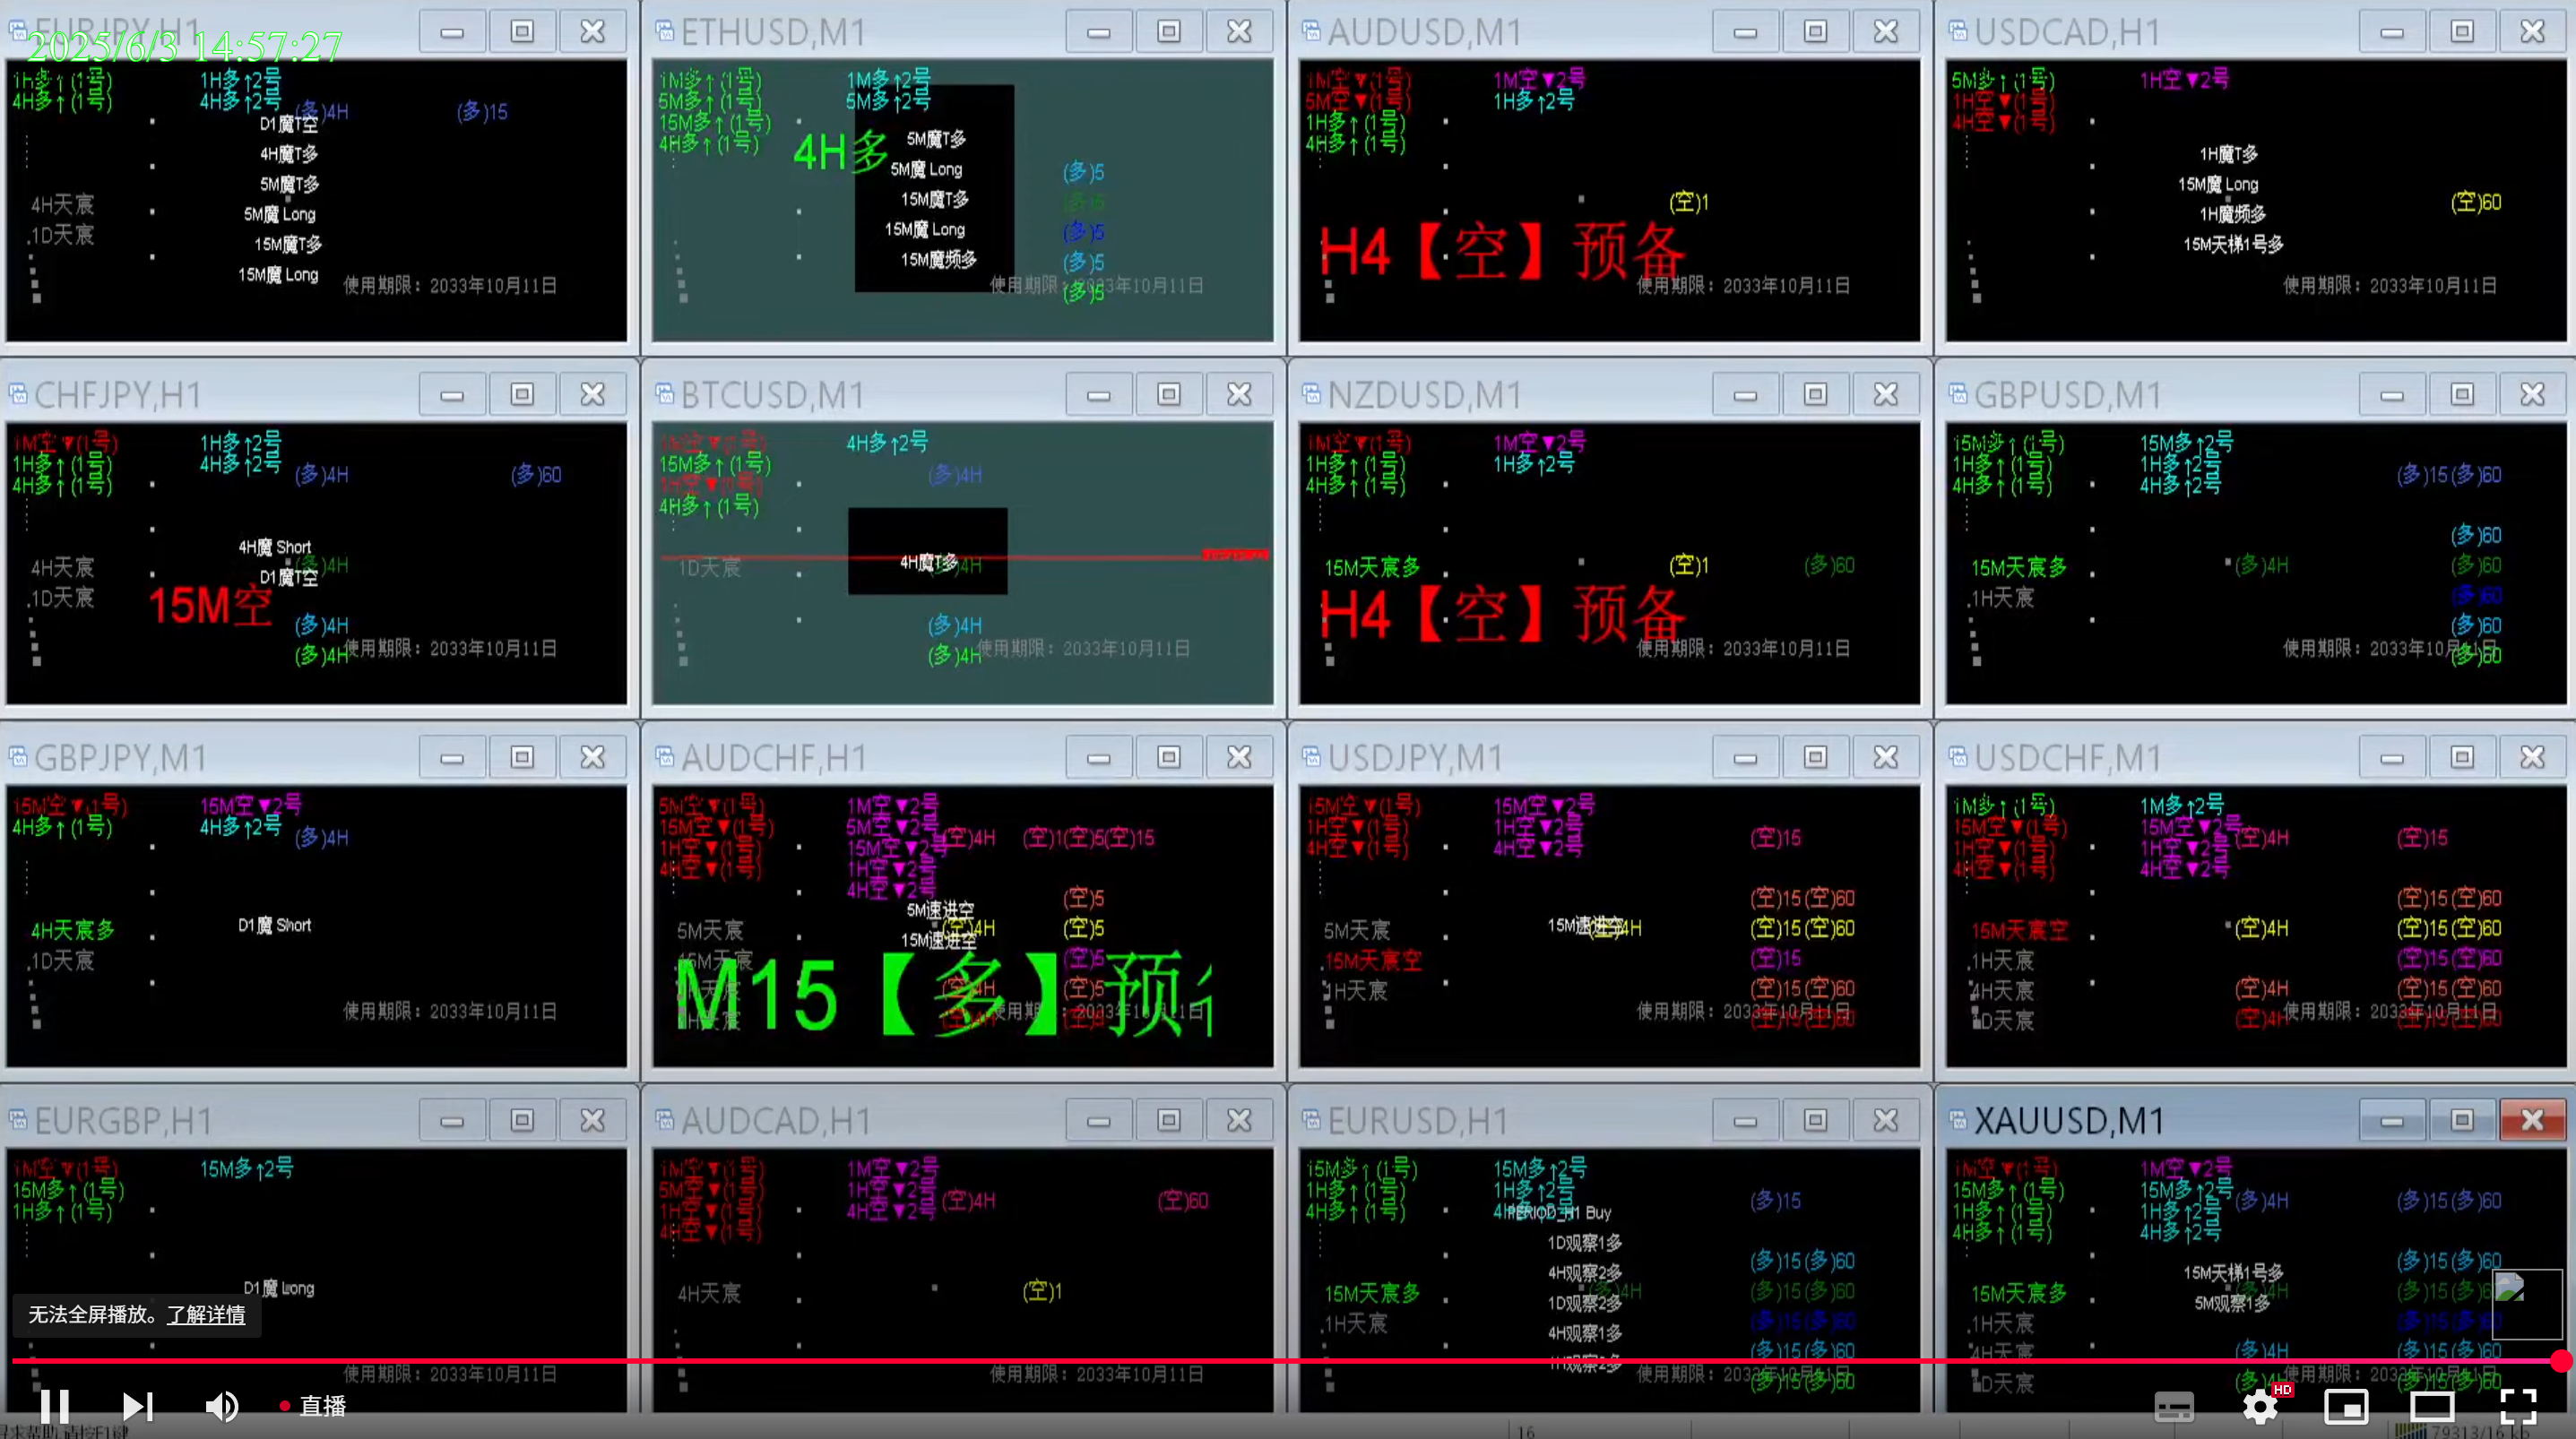 EURJPY,H1
2025/6/3 14:57:27
1H多↑(1号) 1H多↑2号
4H多↑(1号) 4H多↑2号
(多)4H (多)15
D1魔T空
4H魔T多
5M魔T多
4H天宸
5M魔 Long
.1D天宸
15M魔T多
15M魔 Long
使用期限：2033年10月11日
ETHUSD,M1
1M多↑(1号) 1M多↑2号
5M多↑(1号) 5M多↑2号
15M多↑(1号)
4H多↑(1号)
4H多
5M魔T多
5M魔 Long (多)5
15M魔T多 (多)5
15M魔 Long (多)5
15M魔频多 (多)5
使用期限：2033年10月11日
(多)5
AUDUSD,M1
1M空▼(1号) 1M空▼2号
5M空▼(1号) 1H多↑2号
1H多↑(1号)
4H多↑(1号)
(空)1
H4【空】预备
使用期限：2033年10月11日
USDCAD,H1
5M多↑(1号) 1H空▼2号
1H空▼(1号)
4H空▼(1号)
1H魔T多
15M魔 Long
1H魔频多 (空)60
15M天梯1号多
使用期限：2033年10月11日
CHFJPY,H1
1M空▼(1号) 1H多↑2号
1H多↑(1号) 4H多↑2号
4H多↑(1号) (多)4H (多)60
4H魔 Short
4H天宸 (多)4H
D1魔T空
.1D天宸
15M空
(多)4H
(多)4H
使用期限：2033年10月11日
BTCUSD,M1
1M空▼(1号) 4H多↑2号
15M多↑(1号) (多)4H
1H空▼(1号)
4H多↑(1号)
1D天宸 4H魔T多 (多)4H
(多)4H
(多)4H
使用期限：2033年10月11日
NZDUSD,M1
1M空▼(1号) 1M空▼2号
1H多↑(1号) 1H多↑2号
4H多↑(1号)
15M天宸多 (空)1 (多)60
H4【空】预备
使用期限：2033年10月11日
GBPUSD,M1
15M多↑(1号) 15M多↑2号
1H多↑(1号) 1H多↑2号
4H多↑(1号) 4H多↑2号
(多)15(多)60
(多)60
15M天宸多 (多)4H (多)60
.1H天宸 (多)60
(多)60
使用期限：2033年10月11日
(多)60
GBPJPY,M1
15M空▼(1号) 15M空▼2号
4H多↑(1号) 4H多↑2号
(多)4H
4H天宸多 D1魔 Short
.1D天宸
使用期限：2033年10月11日
AUDCHF,H1
5M空▼(1号) 1M空▼2号
15M空▼(1号) 5M空▼2号
1H空▼(1号) 15M空▼2号
4H空▼(1号) 1H空▼2号
4H空▼2号
(空)4H (空)1(空)5(空)15
5M速进空 (空)5
5M天宸 (空)4H (空)5
15M速进空
.15M天宸 (空)5
1H天宸 (空)4H (空)5
M15【多】预
使用期限：2033年10月11日
USDJPY,M1
15M空▼(1号) 15M空▼2号
1H空▼(1号) 1H空▼2号
4H空▼(1号) 4H空▼2号
(空)15
(空)15(空)60
5M天宸 15M速进空 (空)4H (空)15(空)60
.15M天宸空 (空)15
1H天宸 (空)15(空)60
使用期限：2033年10月11日
(空)15(空)60
USDCHF,M1
1M多↑(1号) 1M多↑2号
15M空▼(1号) 15M空▼2号
1H空▼(1号) 1H空▼2号
4H空▼(1号) 4H空▼2号
(空)4H (空)15
(空)15(空)60
15M天宸空 (空)4H (空)15(空)60
.1H天宸 (空)15(空)60
4H天宸 (空)4H (空)15(空)60
1D天宸 (空)4H (空)15(空)60
使用期限：2033年10月11日
EURGBP,H1
1M空▼(1号) 15M多↑2号
15M多↑(1号)
1H多↑(1号)
D1魔 Long
无法全屏播放。了解详情
使用期限：2033年10月11日
AUDCAD,H1
1M空▼(1号) 1M空▼2号
5M空▼(1号) 1H空▼2号
1H空▼(1号) 4H空▼2号
4H空▼(1号)
(空)4H (空)60
4H天宸 (空)1
使用期限：2033年10月11日
EURUSD,H1
15M多↑(1号) 15M多↑2号
1H多↑(1号) 1H多↑2号
4H多↑(1号) 4H多↑2号
(多)15
PERIOD_H1 Buy
1D观察1多
(多)15(多)60
4H观察2多
15M天宸多 (多)4H (多)15(多)60
1D观察2多
.1H天宸 (多)15(多)60
4H观察1多
(多)15(多)60
1H观察2多
使用期限：2033年10月11日
(多)15(多)60
XAUUSD,M1
1M空▼(1号) 1M空▼2号
15M多↑(1号) 15M多↑2号
1H多↑(1号) 1H多↑2号
4H多↑(1号) 4H多↑2号
(多)4H (多)15(多)60
(多)15(多)60
15M天梯1号多
15M天宸多 (多)4H (多)15(多)6
5M观察1多
.1H天宸 (多)15(多)60
4H天宸 (多)4H (多)15(多)60
1D天宸 (多)4H
使用期限：2033年10月11日
直播
HD
16
79313/16 kb